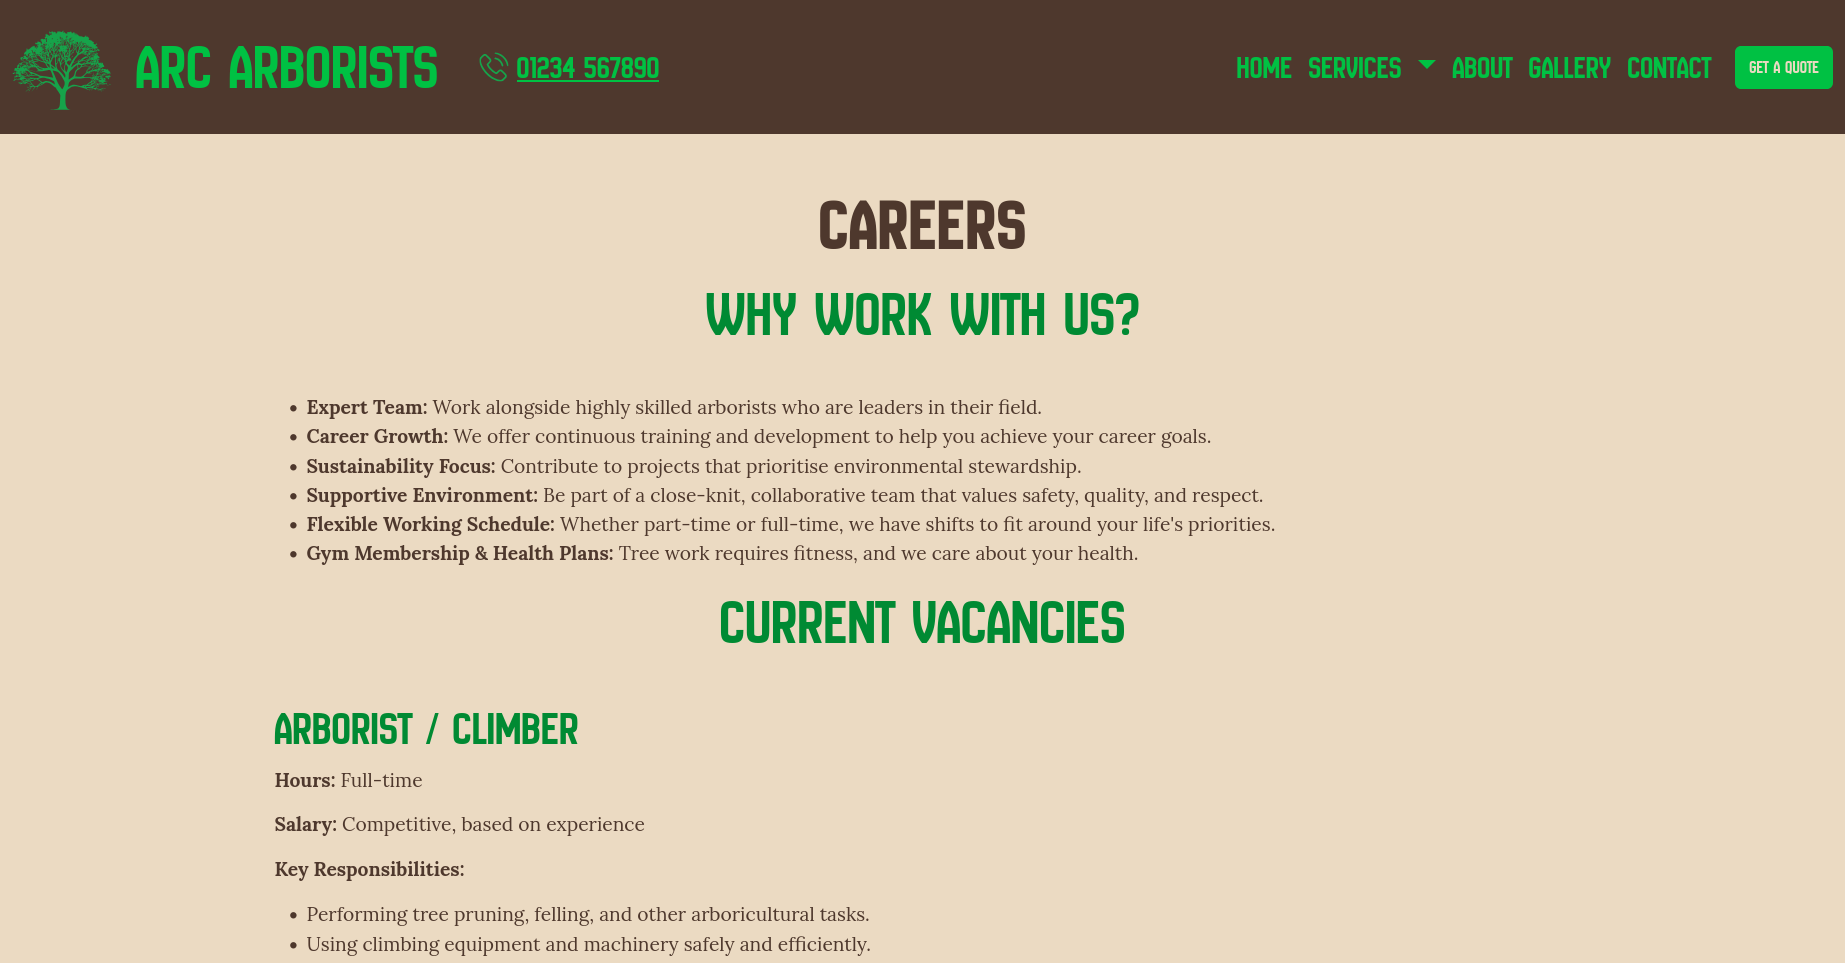 ARC ARBORISTS
01234 567890
HOME SERVICES ABOUT GALLERY CONTACT GET A QUOTE
CAREERS
WHY WORK WITH US?
• Expert Team: Work alongside highly skilled arborists who are leaders in their field.
• Career Growth: We offer continuous training and development to help you achieve your career goals.
• Sustainability Focus: Contribute to projects that prioritise environmental stewardship.
• Supportive Environment: Be part of a close-knit, collaborative team that values safety, quality, and respect.
• Flexible Working Schedule: Whether part-time or full-time, we have shifts to fit around your life's priorities.
• Gym Membership & Health Plans: Tree work requires fitness, and we care about your health.
CURRENT VACANCIES
ARBORIST / CLIMBER
Hours: Full-time
Salary: Competitive, based on experience
Key Responsibilities:
• Performing tree pruning, felling, and other arboricultural tasks.
• Using climbing equipment and machinery safely and efficiently.